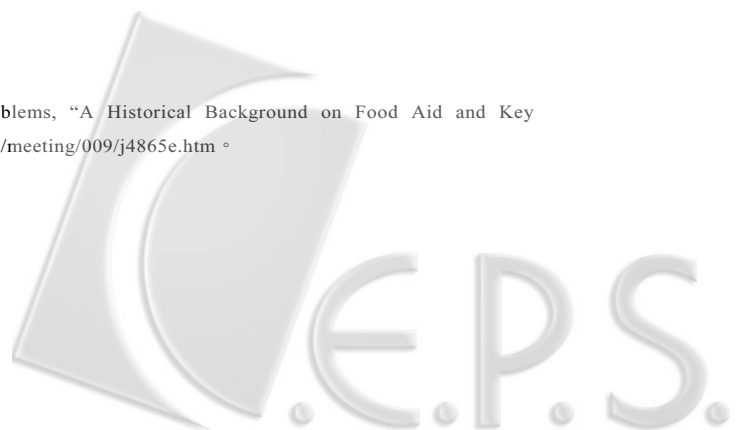 blems, “A Historical Background on Food Aid and Key
/meeting/009/j4865e.htm。
C.E.P.S.